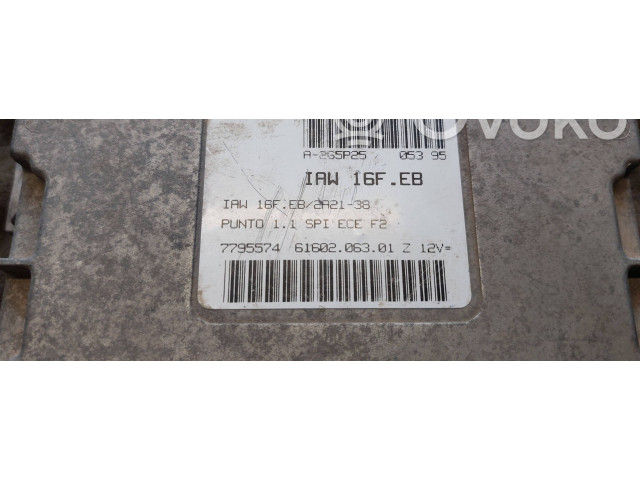 OVOKO
A-265P25 053 95
IAW 16F.EB
IAW 16F.EB/2A21-38
PUNTO 1.1 SPI ECE F2
7795574 61602.063.01 Z 12V=